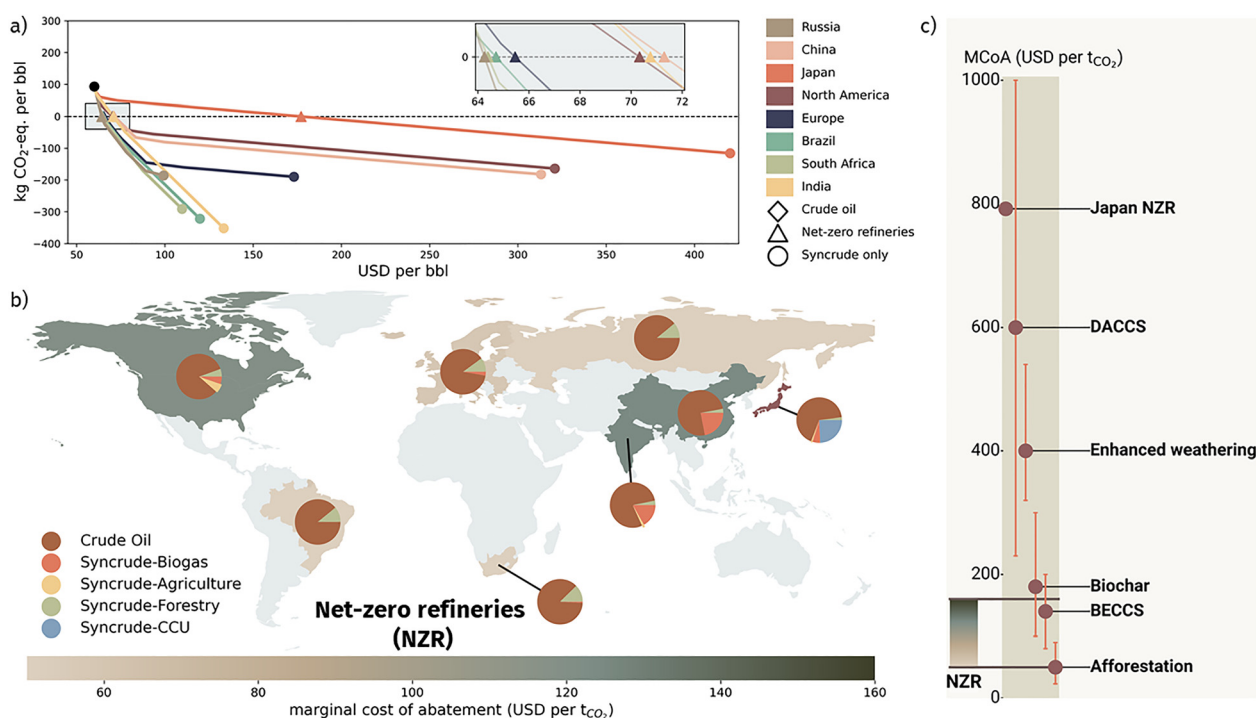 a)
300
200
100
0
−100
−200
−300
−400
kg CO2-eq. per bbl
50
100
150
200
250
300
350
400
USD per bbl
0
64
66
68
70
72
Russia
China
Japan
North America
Europe
Brazil
South Africa
India
Crude oil
Net-zero refineries
Syncrude only
b)
Crude Oil
Syncrude-Biogas
Syncrude-Agriculture
Syncrude-Forestry
Syncrude-CCU
Net-zero refineries
(NZR)
60
80
100
120
140
160
marginal cost of abatement (USD per tCO2)
c)
MCoA (USD per tCO2)
1000
800
Japan NZR
600
DACCS
Enhanced weathering
400
200
Biochar
BECCS
Afforestation
NZR
0